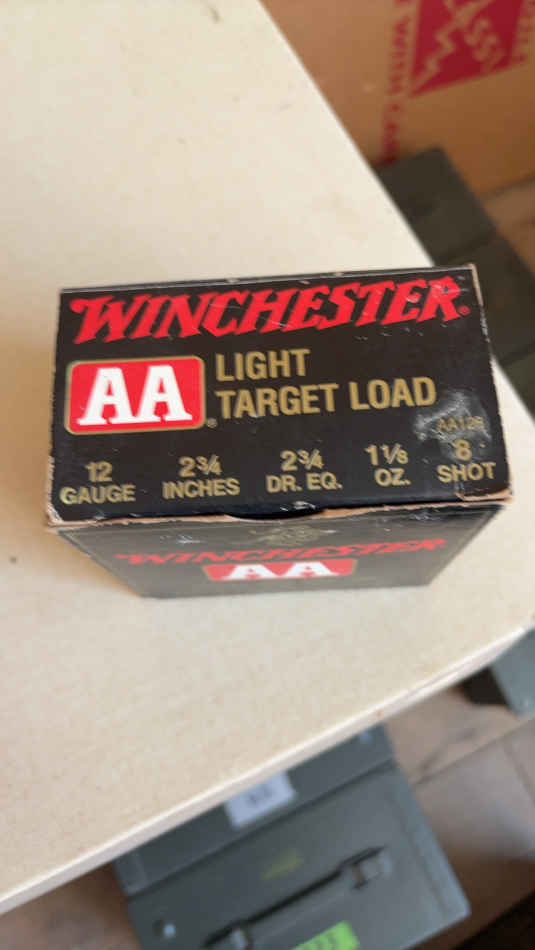 WINCHESTER®
AA® LIGHT
TARGET LOAD
AA128
12 2¾ 2¾ 1⅛ 8
GAUGE INCHES DR. EQ. OZ. SHOT
WINCHESTER
AA